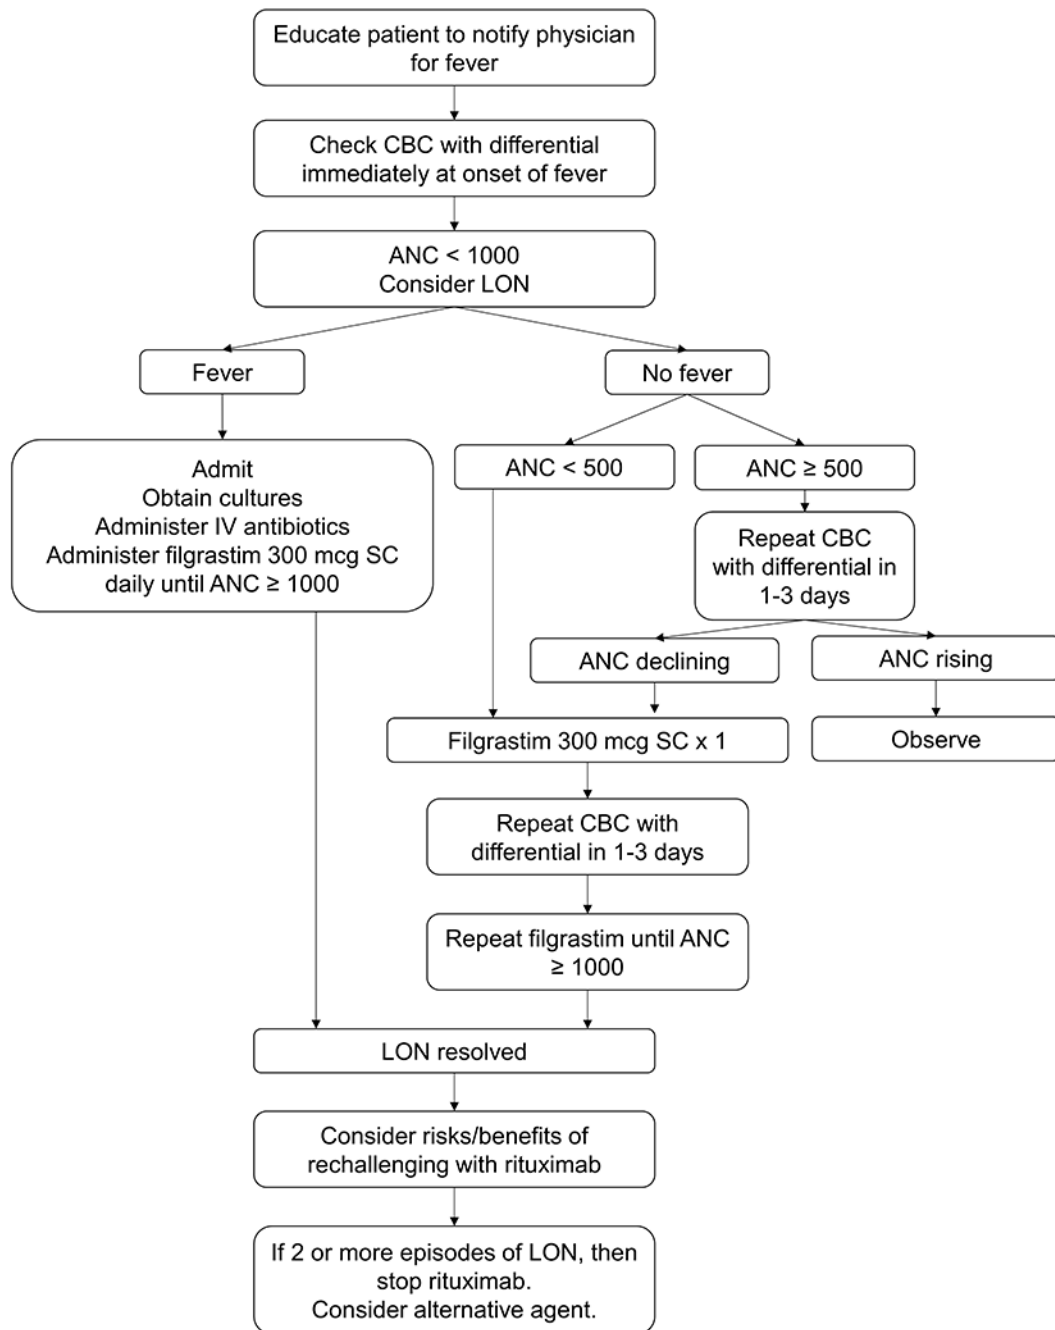 Educate patient to notify physician
for fever
Check CBC with differential
immediately at onset of fever
ANC < 1000
Consider LON
Fever
No fever
Admit
Obtain cultures
Administer IV antibiotics
Administer filgrastim 300 mcg SC
daily until ANC ≥ 1000
ANC < 500
ANC ≥ 500
Repeat CBC
with differential in
1-3 days
ANC declining
ANC rising
Filgrastim 300 mcg SC x 1
Observe
Repeat CBC with
differential in 1-3 days
Repeat filgrastim until ANC
≥ 1000
LON resolved
Consider risks/benefits of
rechallenging with rituximab
If 2 or more episodes of LON, then
stop rituximab.
Consider alternative agent.